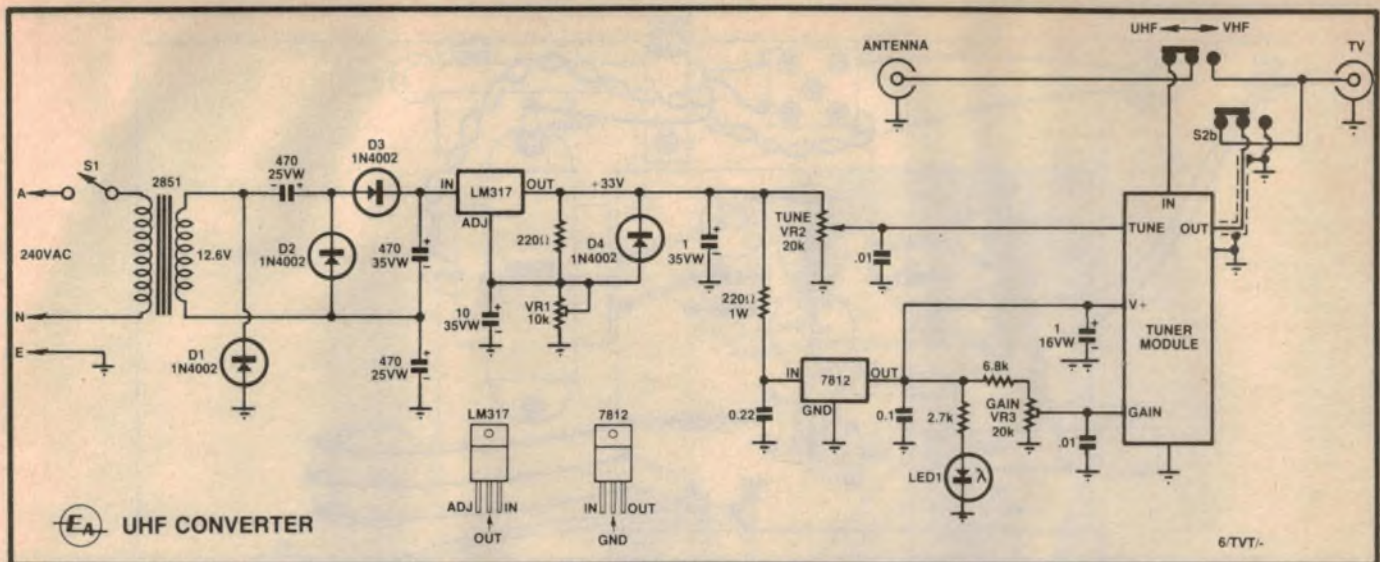 UHF VHF
ANTENNA
TV
S2b
S1
A
240VAC
N
E
2851
12.6V
470
25VW
- +
D3
1N4002
D2
1N4002
D1
1N4002
470
35VW
+
-
470
25VW
+
-
IN LM317 OUT
ADJ
+33V
220Ω
D4
1N4002
10
35VW
+
-
VR1
10k
1
35VW
+
-
TUNE
VR2
20k
.01
220Ω
1W
IN 7812 OUT
GND
0.22
0.1
6.8k
2.7k
GAIN
VR3
20k
.01
LED1
λ
1
16VW
+
-
IN
TUNE OUT
V+
TUNER
MODULE
GAIN
LM317
ADJ IN
OUT
7812
IN OUT
GND
EA UHF CONVERTER
6/TVT/-